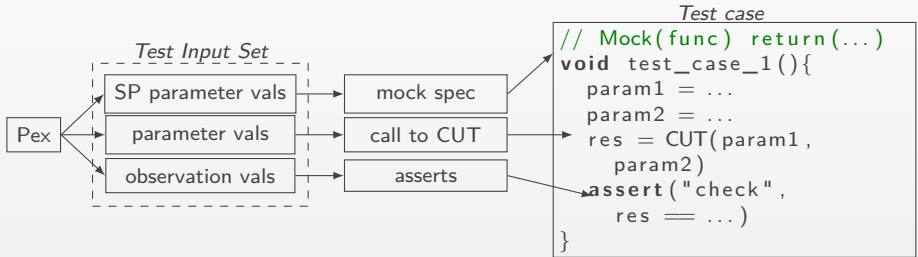 Test case
Test Input Set
Pex
SP parameter vals
parameter vals
observation vals
mock spec
call to CUT
asserts
// Mock(func) return(...)
void test_case_1(){
param1 = ...
param2 = ...
res = CUT(param1,
param2)
assert("check",
res == ...)
}